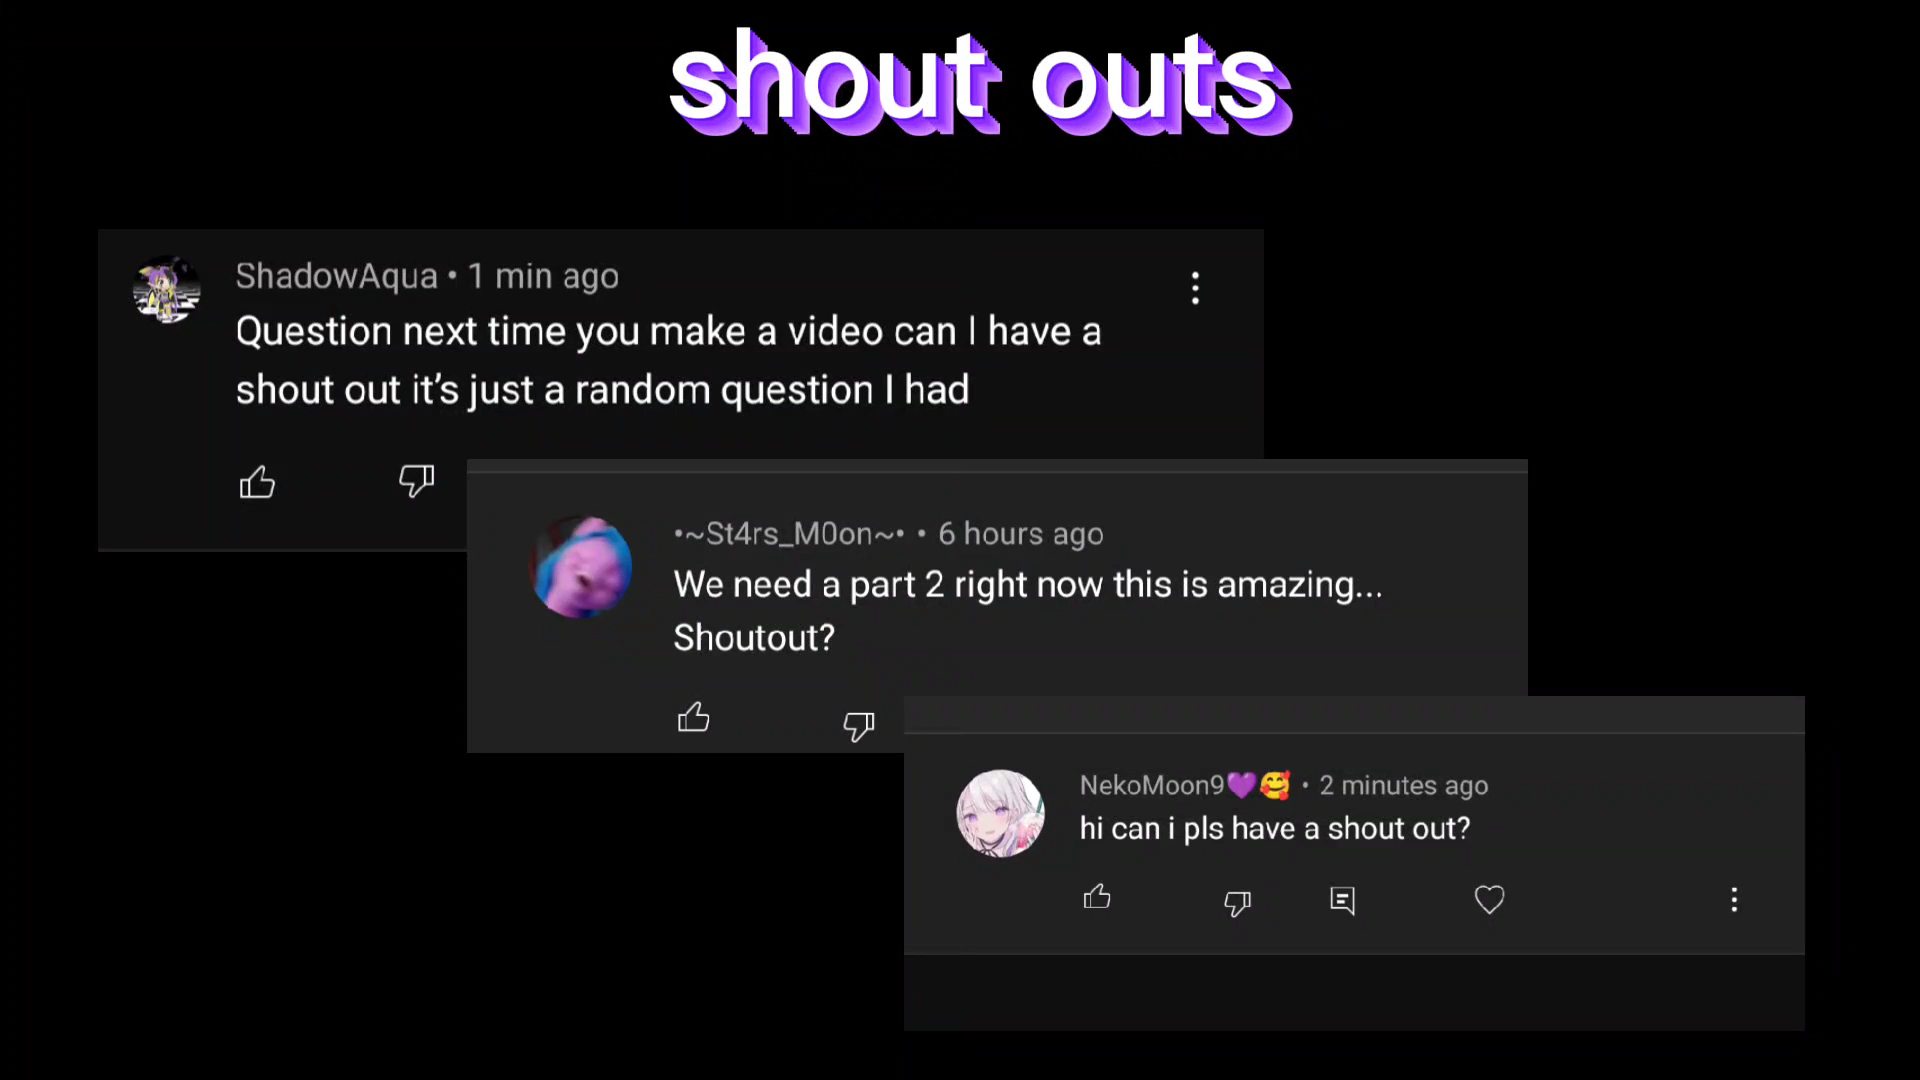 shout outs
ShadowAqua • 1 min ago
Question next time you make a video can I have a
shout out it’s just a random question I had
•~St4rs_M0on~• • 6 hours ago
We need a part 2 right now this is amazing...
Shoutout?
NekoMoon9💜🥰 • 2 minutes ago
hi can i pls have a shout out?